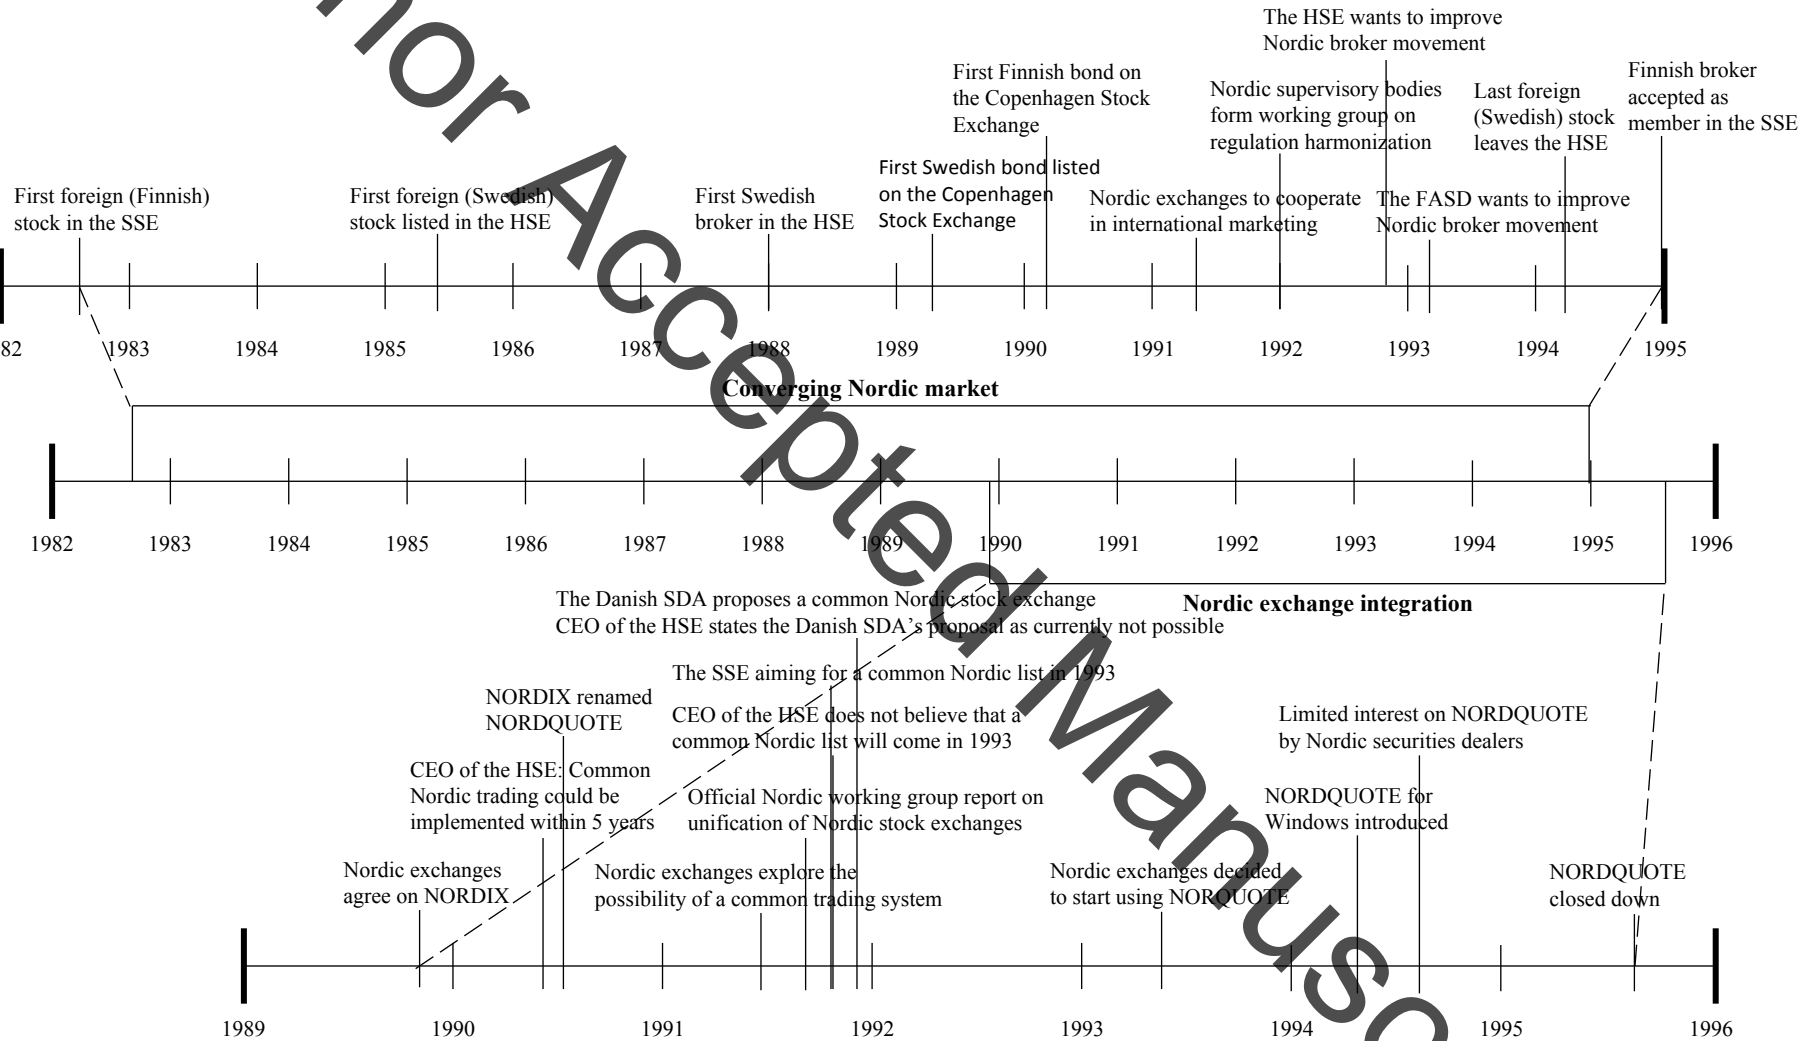 The HSE wants to improve
Nordic broker movement
First Finnish bond on
the Copenhagen Stock
Exchange
Nordic supervisory bodies
form working group on
regulation harmonization
Last foreign
(Swedish) stock
leaves the HSE
Finnish broker
accepted as
member in the SSE
First foreign (Finnish)
stock in the SSE
First foreign (Swedish)
stock listed in the HSE
First Swedish
broker in the HSE
First Swedish bond listed
on the Copenhagen
Stock Exchange
Nordic exchanges to cooperate
in international marketing
The FASD wants to improve
Nordic broker movement
82 1983 1984 1985 1986 1987 1988 1989 1990 1991 1992 1993 1994 1995
Converging Nordic market
1982 1983 1984 1985 1986 1987 1988 1989 1990 1991 1992 1993 1994 1995 1996
Nordic exchange integration
The Danish SDA proposes a common Nordic stock exchange
CEO of the HSE states the Danish SDA's proposal as currently not possible
The SSE aiming for a common Nordic list in 1993
NORDIX renamed
NORDQUOTE
CEO of the HSE does not believe that a
common Nordic list will come in 1993
Limited interest on NORDQUOTE
by Nordic securities dealers
CEO of the HSE: Common
Nordic trading could be
implemented within 5 years
Official Nordic working group report on
unification of Nordic stock exchanges
NORDQUOTE for
Windows introduced
Nordic exchanges
agree on NORDIX
Nordic exchanges explore the
possibility of a common trading system
Nordic exchanges decided
to start using NORQUOTE
NORDQUOTE
closed down
1989 1990 1991 1992 1993 1994 1995 1996
hor Accepted Manusc